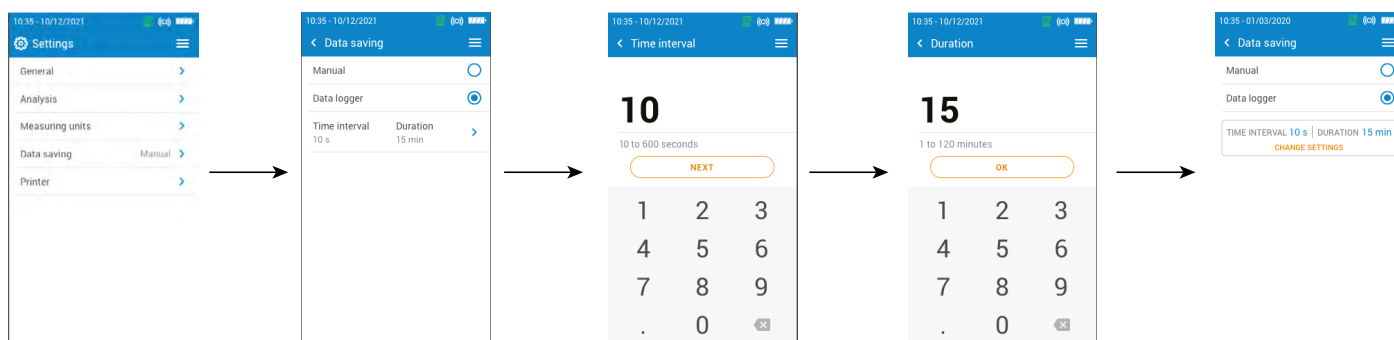 10:35 - 10/12/2021
Settings
General
Analysis
Measuring units
Data saving Manual
Printer
10:35 - 10/12/2021
Data saving
Manual
Data logger
Time interval Duration
10 s 15 min
10:35 - 10/12/2021
Time interval
10
10 to 600 seconds
NEXT
1 2 3
4 5 6
7 8 9
. 0
10:35 - 10/12/2021
Duration
15
1 to 120 minutes
OK
1 2 3
4 5 6
7 8 9
. 0
10:35 - 01/03/2020
Data saving
Manual
Data logger
TIME INTERVAL 10 s | DURATION 15 min
CHANGE SETTINGS